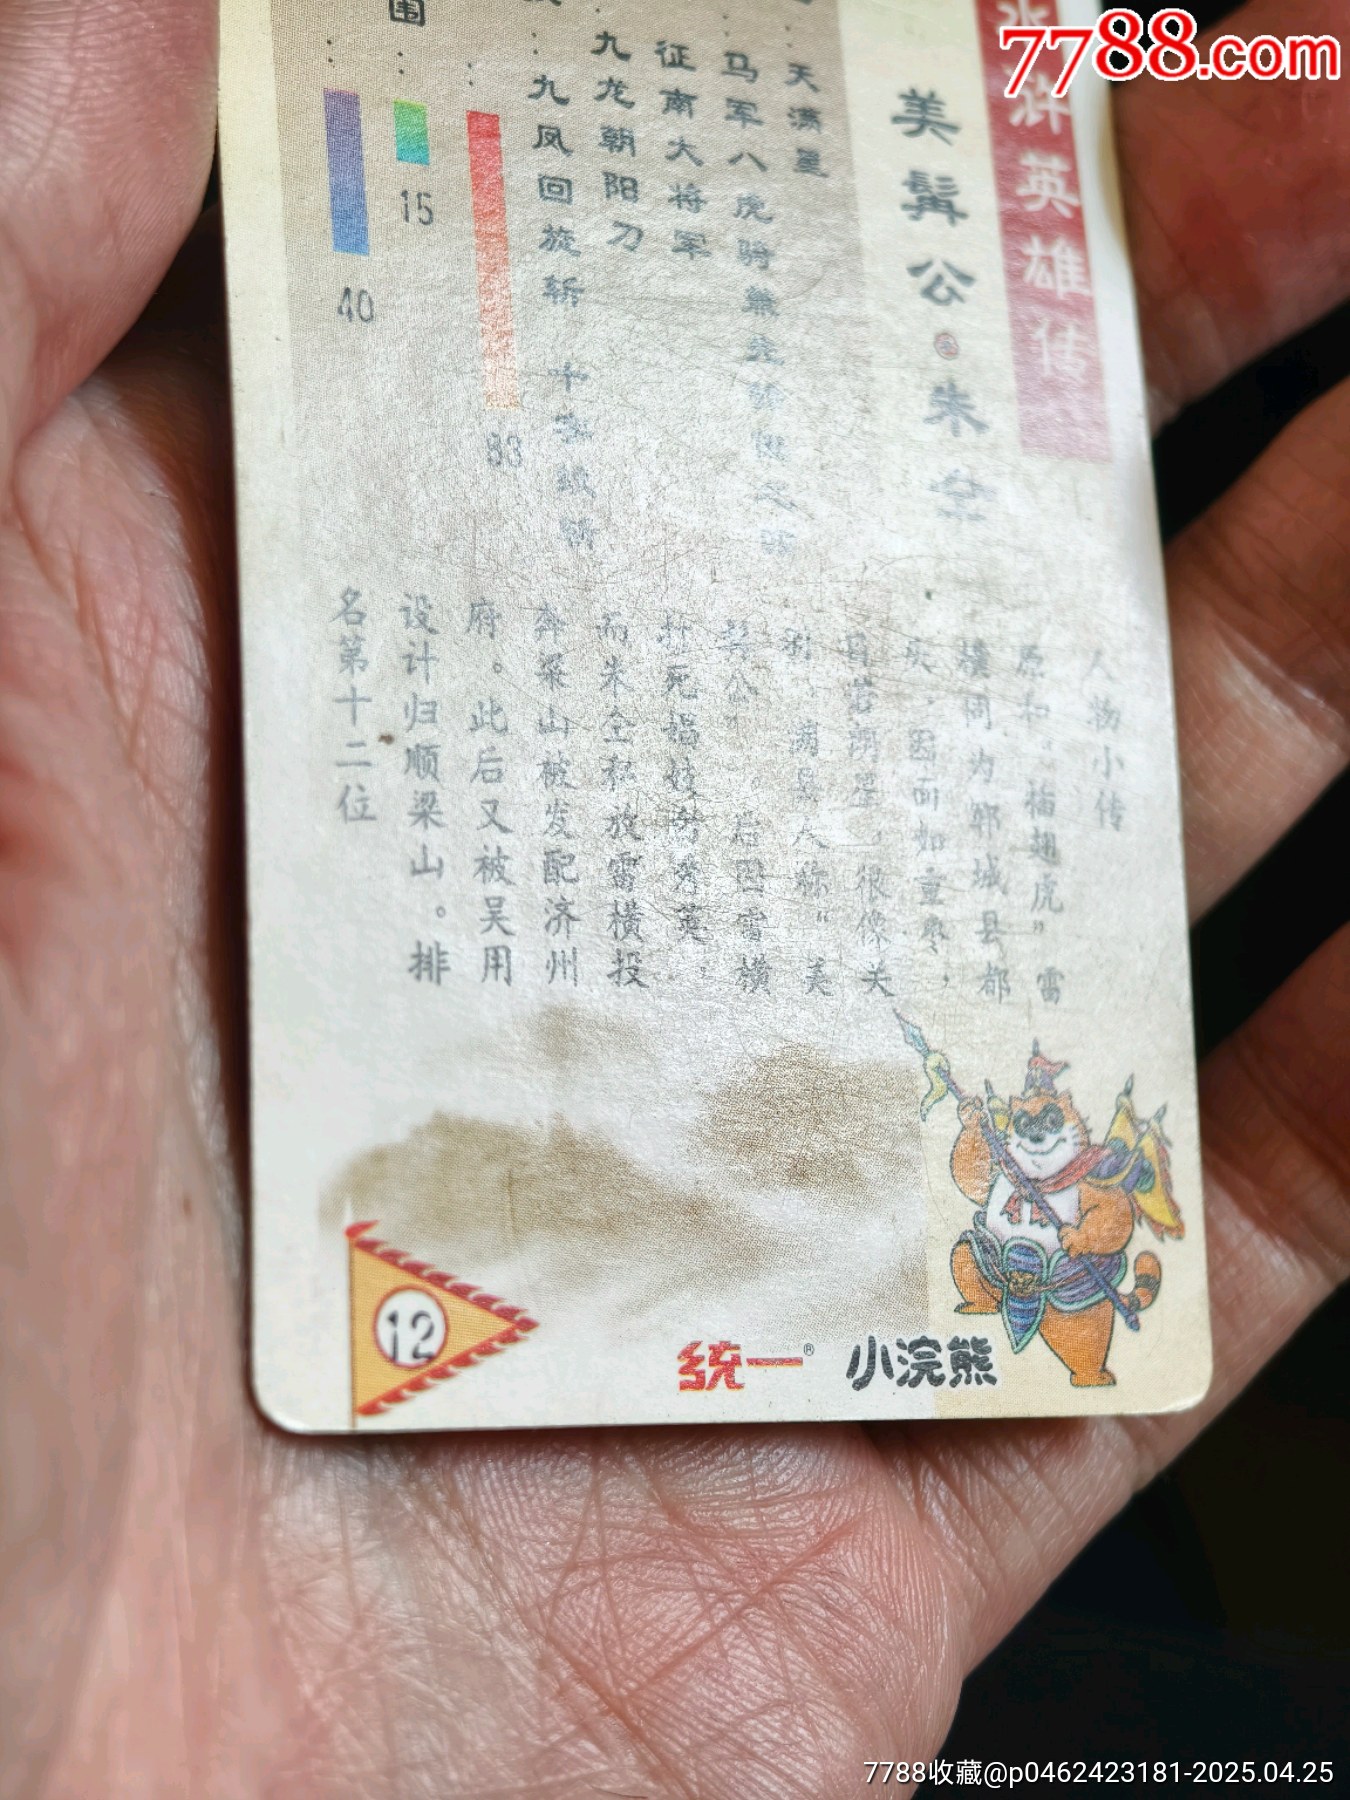 7788.com
水浒英雄传
美髯公·朱仝
：天满星
：马军八虎骑兼先锋使之
：征南大将军
：九龙朝阳刀
：九凤回旋斩
83
围：
15
40
人物小传
原和“插翅虎”雷
横同为郓城县都
头，因面如重枣，
目若朗星，很像关
羽，满县人称“美
髯公”。后因雷横
打死娼妓白秀英，
而朱仝私放雷横投
奔梁山被发配济州
府。此后又被吴用
设计归顺梁山。排
名第十二位
12
统一® 小浣熊
7788收藏@p0462423181-2025.04.25